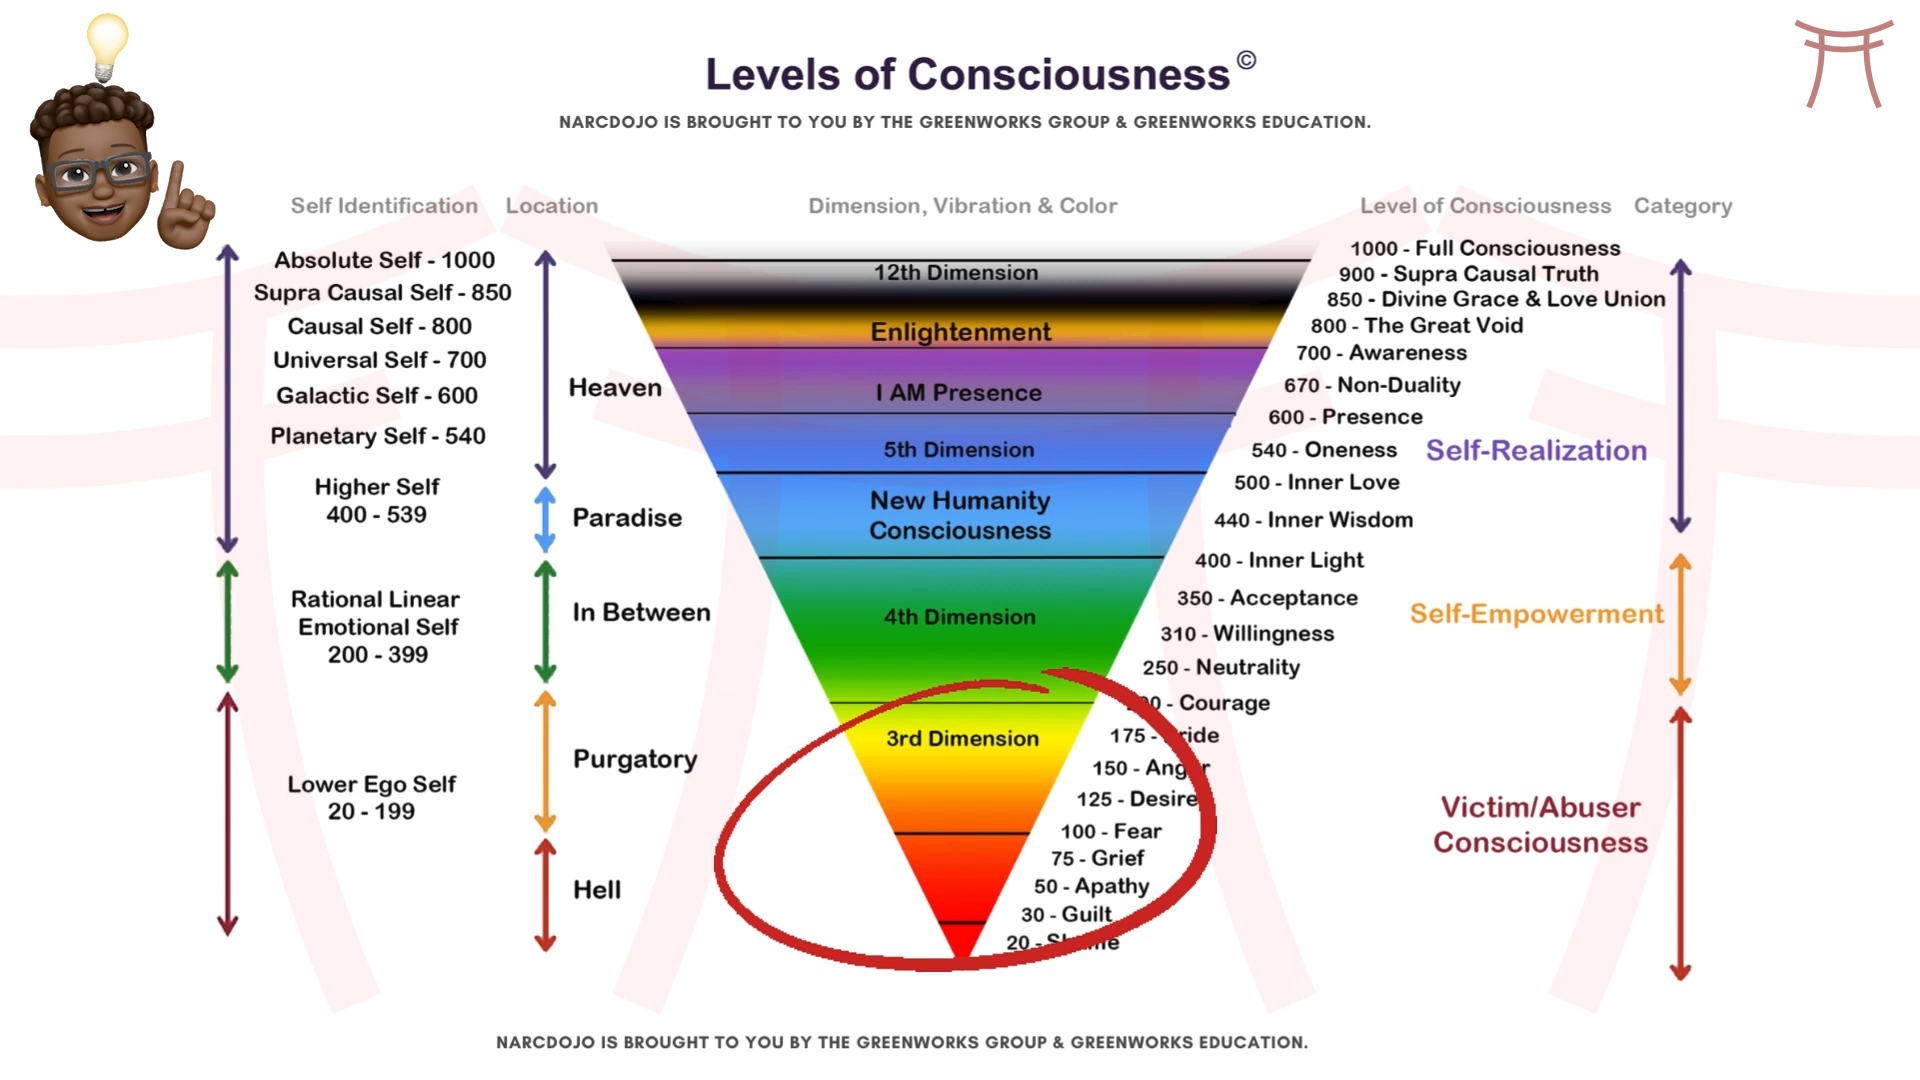 Levels of Consciousness ©
NARCDOJO IS BROUGHT TO YOU BY THE GREENWORKS GROUP & GREENWORKS EDUCATION.
Self Identification
Location
Dimension, Vibration & Color
Level of Consciousness
Category
Absolute Self - 1000
Supra Causal Self - 850
Causal Self - 800
Universal Self - 700
Galactic Self - 600
Planetary Self - 540
Higher Self
400 - 539
Rational Linear
Emotional Self
200 - 399
Lower Ego Self
20 - 199
Heaven
Paradise
In Between
Purgatory
Hell
12th Dimension
Enlightenment
I AM Presence
5th Dimension
New Humanity
Consciousness
4th Dimension
3rd Dimension
1000 - Full Consciousness
900 - Supra Causal Truth
850 - Divine Grace & Love Union
800 - The Great Void
700 - Awareness
670 - Non-Duality
600 - Presence
540 - Oneness
500 - Inner Love
440 - Inner Wisdom
400 - Inner Light
350 - Acceptance
310 - Willingness
250 - Neutrality
200 - Courage
175 - Pride
150 - Anger
125 - Desire
100 - Fear
75 - Grief
50 - Apathy
30 - Guilt
20 - Shame
Self-Realization
Self-Empowerment
Victim/Abuser
Consciousness
NARCDOJO IS BROUGHT TO YOU BY THE GREENWORKS GROUP & GREENWORKS EDUCATION.